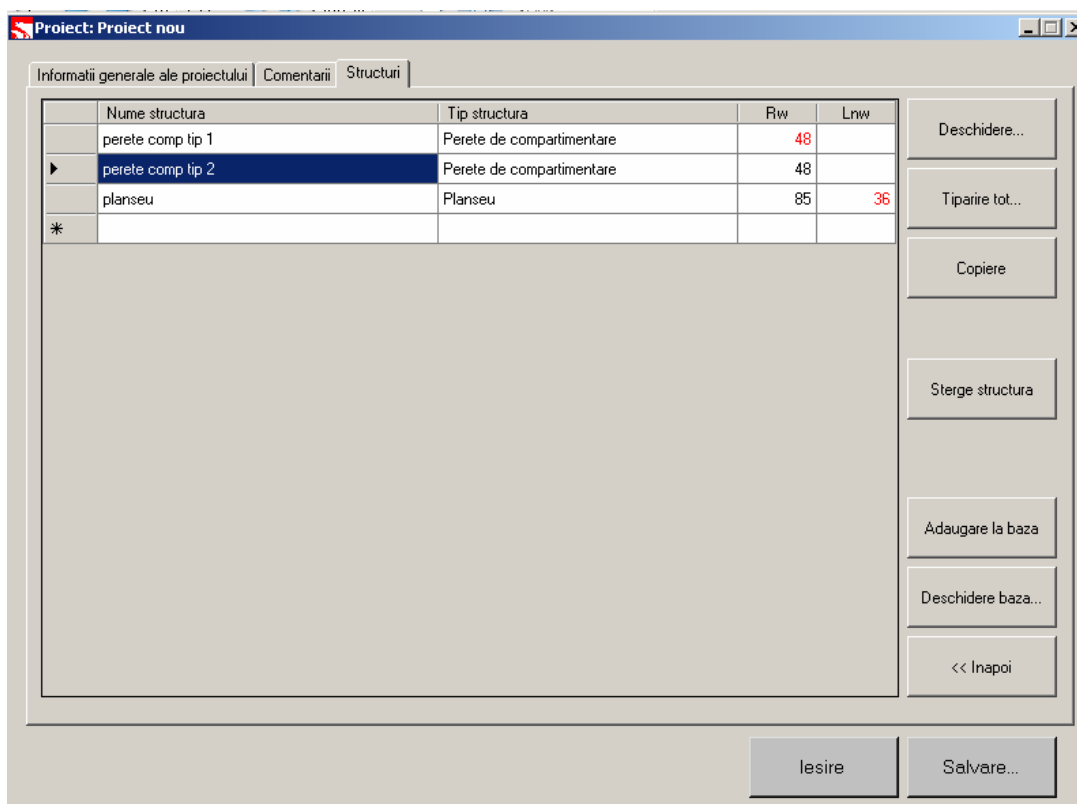 Proiect: Proiect nou
Informatii generale ale proiectului Comentarii Structuri
Nume structura Tip structura Rw Lnw
perete comp tip 1 Perete de compartimentare 48
perete comp tip 2 Perete de compartimentare 48
planseu Planseu 85 36
Deschidere...
Tiparire tot...
Copiere
Sterge structura
Adaugare la baza
Deschidere baza...
<< Inapoi
Iesire Salvare...